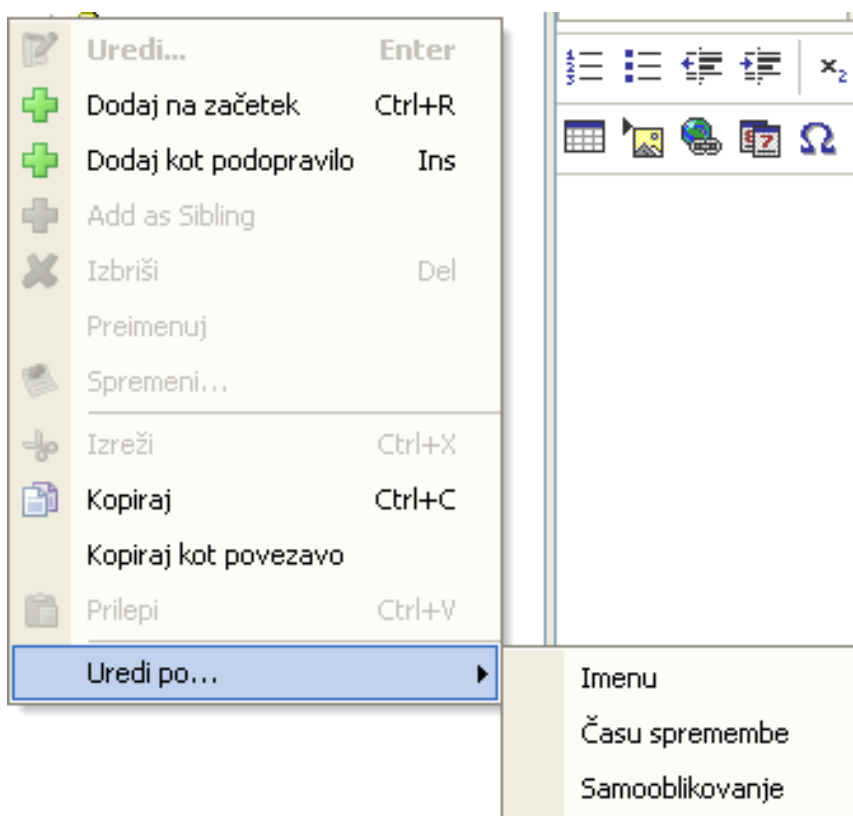 Uredi... Enter
Dodaj na začetek Ctrl+R
Dodaj kot podopravilo Ins
Add as Sibling
Izbriši Del
Preimenuj
Spremeni...
Izreži Ctrl+X
Kopiraj Ctrl+C
Kopiraj kot povezavo
Prilepi Ctrl+V
Uredi po...
Imenu
Času spremembe
Samooblikovanje